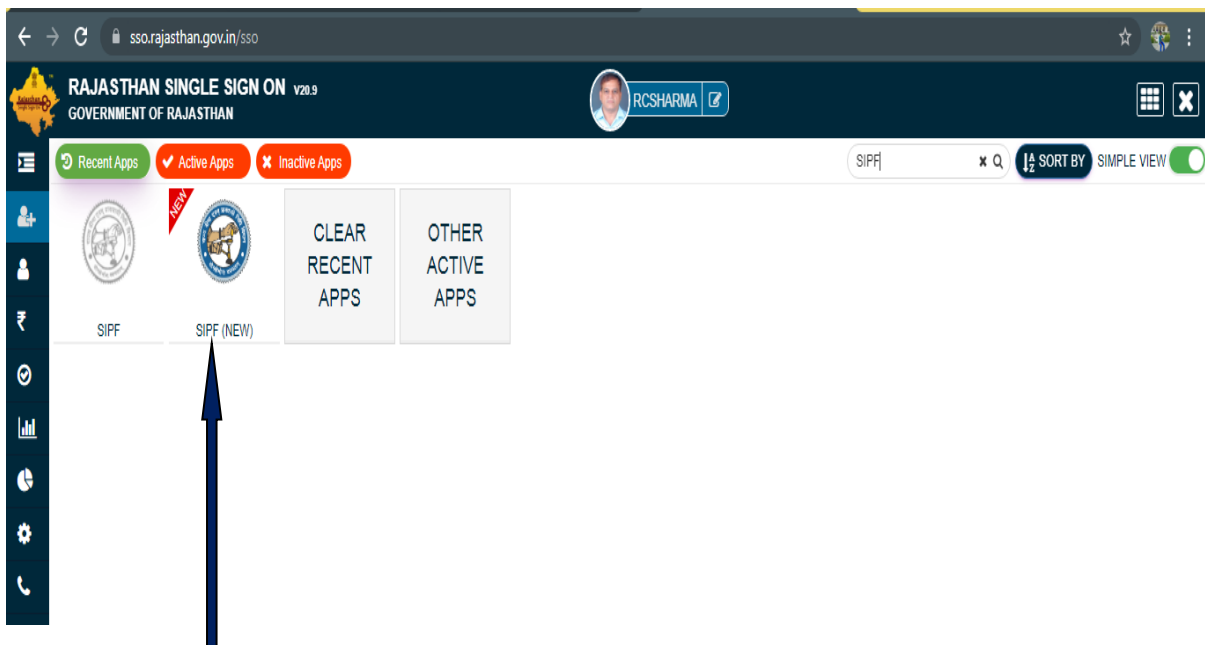 sso.rajasthan.gov.in/sso
RAJASTHAN SINGLE SIGN ON V20.9
GOVERNMENT OF RAJASTHAN
RCSHARMA
Recent Apps
Active Apps
Inactive Apps
SIPF
SORT BY
SIMPLE VIEW
SIPF
NEW
SIPF (NEW)
CLEAR
RECENT
APPS
OTHER
ACTIVE
APPS